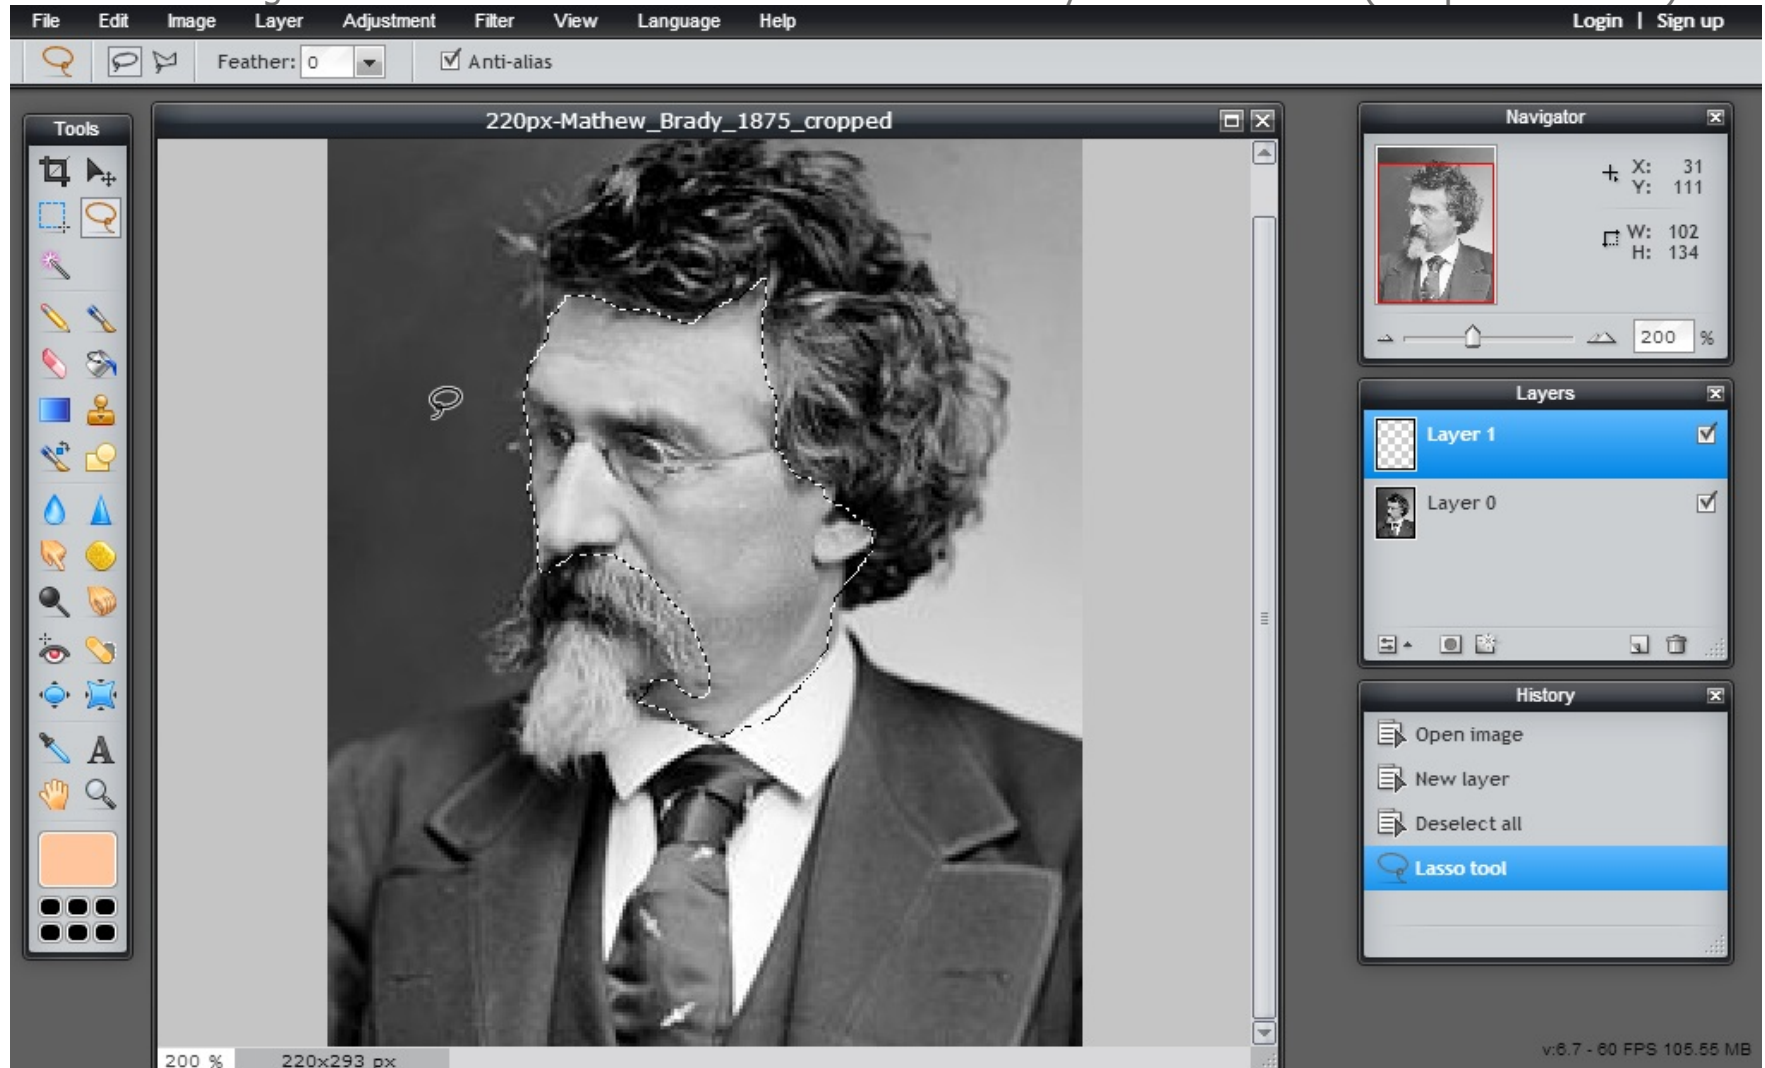 File Edit Image Layer Adjustment Filter View Language Help Login | Sign up
Feather: 0 Anti-alias
Tools
220px-Mathew_Brady_1875_cropped
Navigator
X: 31
Y: 111
W: 102
H: 134
200 %
Layers
Layer 1
Layer 0
History
Open image
New layer
Deselect all
Lasso tool
A
200 % 220x293 px
v:6.7 - 60 FPS 105.55 MB